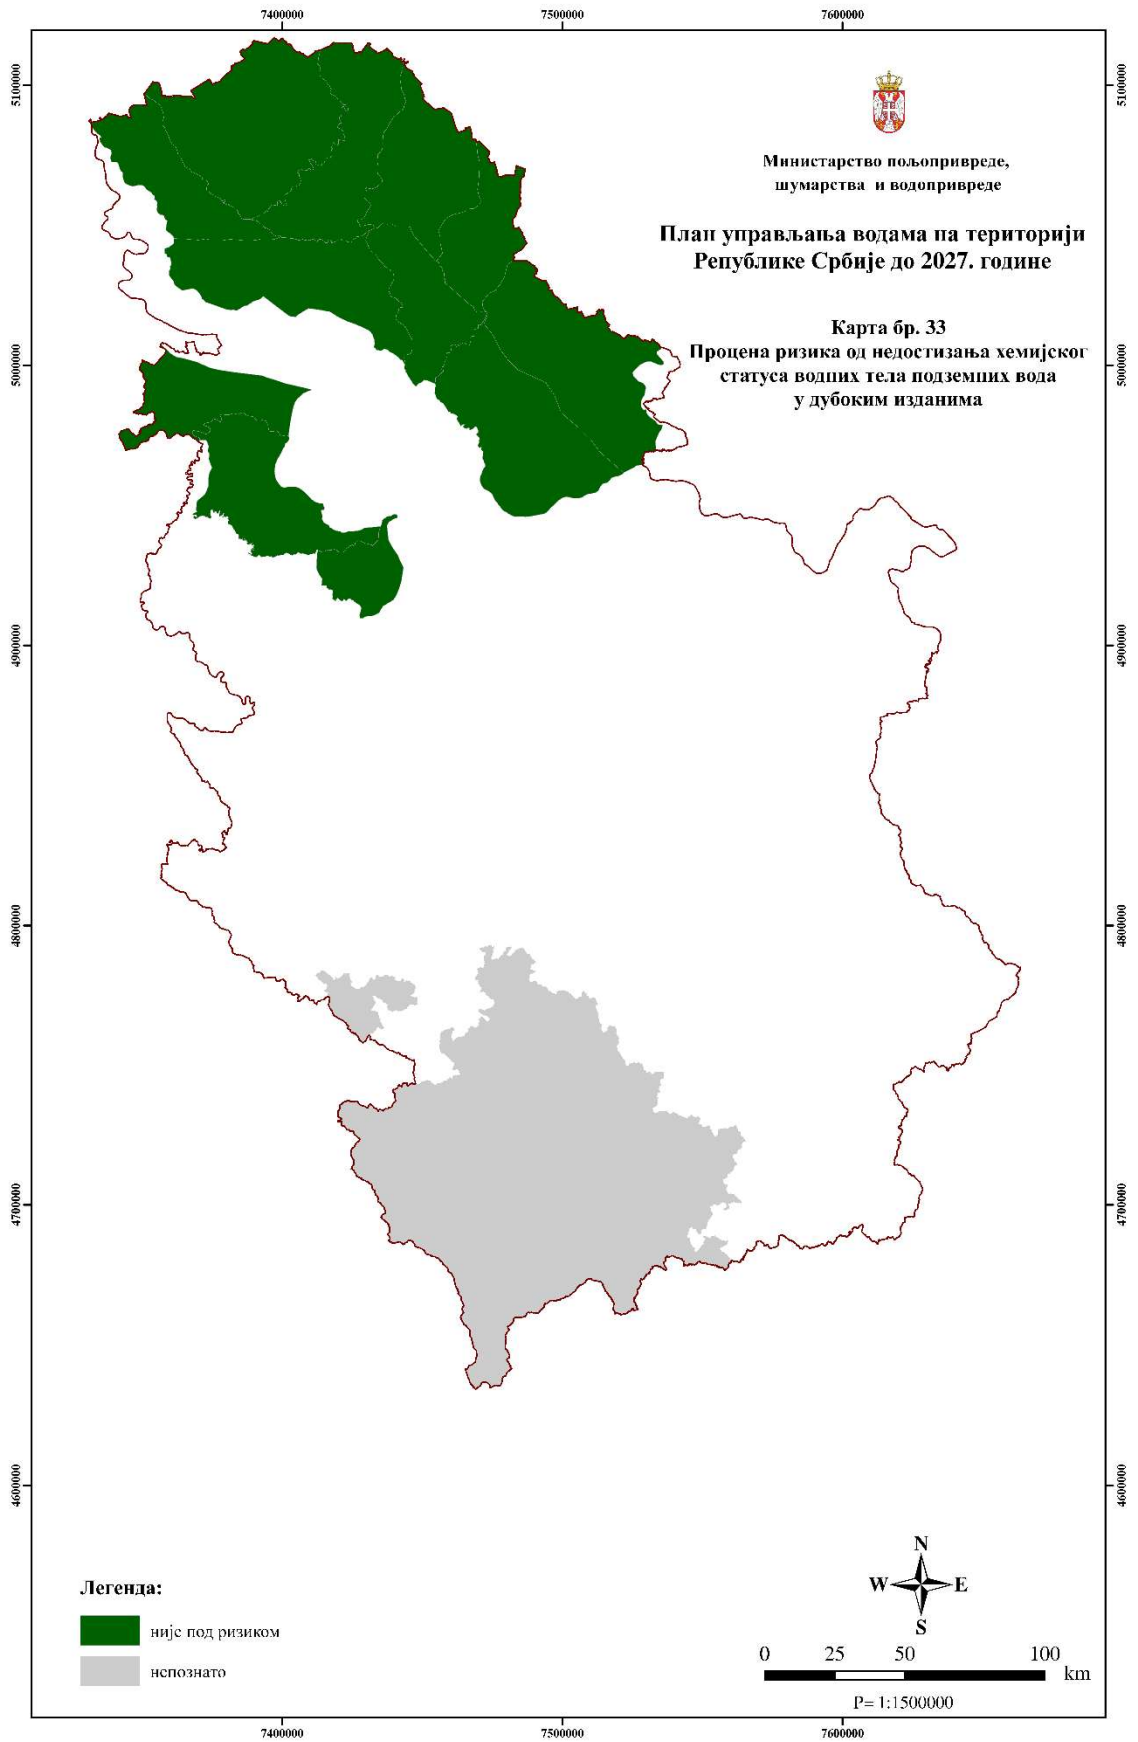 7400000 7500000 7600000
5100000 5100000
Министарство пољопривреде,
шумарства и водопривреде
План управљања водама на територији
Републике Србије до 2027. године
Карта бр. 33
Процена ризика од недостизања хемијског
статуса водних тела подземних вода
у дубоким изданима
5000000 5000000
4900000 4900000
4800000 4800000
4700000 4700000
4600000 4600000
N
W E
S
Легенда:
није под ризиком
непознато
0 25 50 100
km
Р= 1:1500000
7400000 7500000 7600000